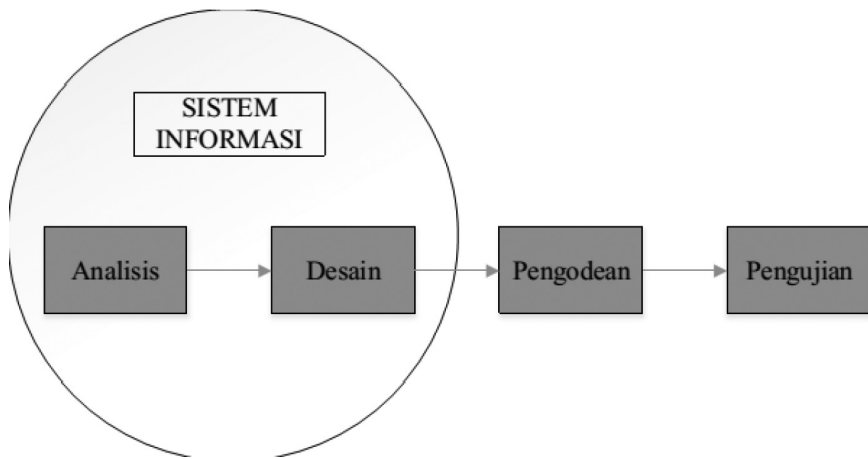 SISTEM
INFORMASI
Analisis
Desain
Pengodean
Pengujian